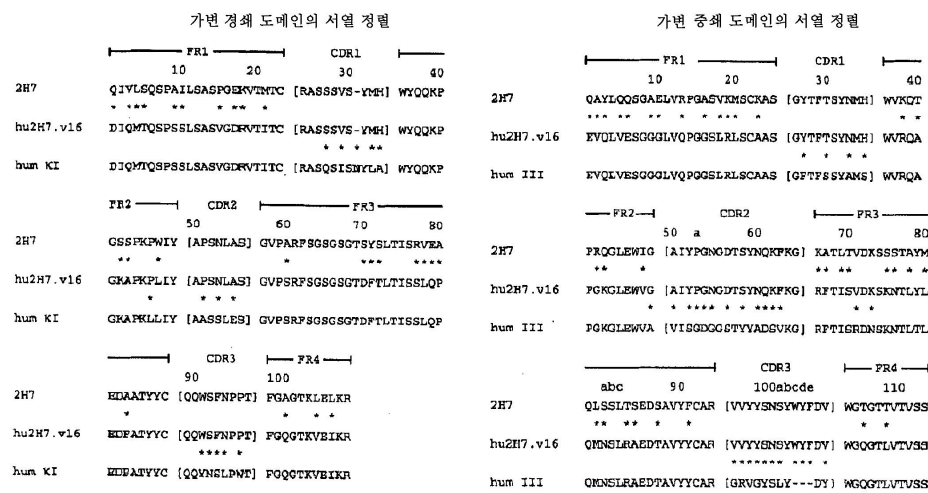 가변 경쇄 도메인의 서열 정렬
FR1 CDR1
10 20 30 40
2H7 QIVLSQSPAILSASPGEKVTMTC [RASSSVS-YMH] WYQQKP
* *** ** * *** * 
hu2H7.v16 DIQMTQSPSSLSASVGDRVTITC [RASSSVS-YMH] WYQQKP
* * * **
hum KI DIQMTQSPSSLSASVGDRVTITC [RASQSISNYLA] WYQQKP
FR2 CDR2 FR3
50 60 70 80
2H7 GSSPKPWIY [APSNLAS] GVPARFSGSGSGTSYSLTISRVEA
** * * *** ****
hu2H7.v16 GKAPKPLIY [APSNLAS] GVPSRFSGSGSGTDFTLTISSLQP
* * * *
hum KI GKAPKLLIY [AASSLES] GVPSRFSGSGSGTDFTLTISSLQP
CDR3 FR4
90 100
2H7 EDAATYYC [QQWSFNPPT] FGAGTKLELKR
* * * *
hu2H7.v16 EDFATYYC [QQWSFNPPT] FGQGTKVEIKR
**** *
hum KI EDFATYYC [QQYNSLPWT] FGQGTKVEIKR
가변 중쇄 도메인의 서열 정렬
FR1 CDR1
10 20 30 40
2H7 QAYLQQSGAELVRPGASVKMSCKAS [GYTFTSYNMH] WVKQT
*** ** ** * *** * * *
hu2H7.v16 EVQLVESGGGLVQPGGSLRLSCAAS [GYTFTSYNMH] WVRQA
* * * *
hum III EVQLVESGGGLVQPGGSLRLSCAAS [GFTFSSYAMS] WVRQA
FR2 CDR2 FR3
50 a 60 70 80
2H7 PRQGLEWIG [AIYPGNGDTSYNQKFKG] KATLTVDKSSSTAYM
** * ** ** * *** **
hu2H7.v16 PGKGLEWVG [AIYPGNGDTSYNQKFKG] RFTISVDKSKNTLYL
* * **** * **** * *
hum III PGKGLEWVA [VISGDGGSTYYADSVKG] RFTISRDNSKNTLTL
CDR3 FR4
abc 90 100abcde 110
2H7 QLSSLTSEDSAVYFCAR [VVYYSNSYWYFDV] WGTGTTVTVSS
** ** * * * *
hu2H7.v16 QMNSLRAEDTAVYYCAR [VVYYSNSYWYFDV] WGQGTLVTVSS
******* *** *
hum III QMNSLRAEDTAVYYCAR [GRVGYSLY---DY] WGQGTLVTVSS